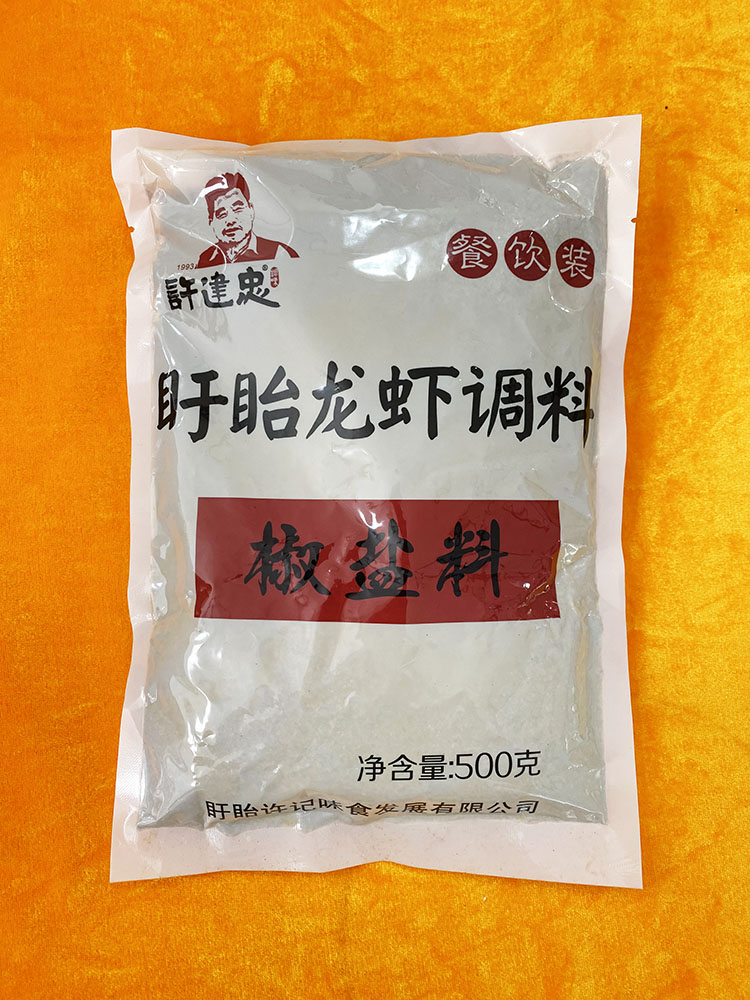 餐饮装
1993
許建忠®
盱眙龙虾调料
椒盐料
净含量:500克
盱眙许记味食发展有限公司